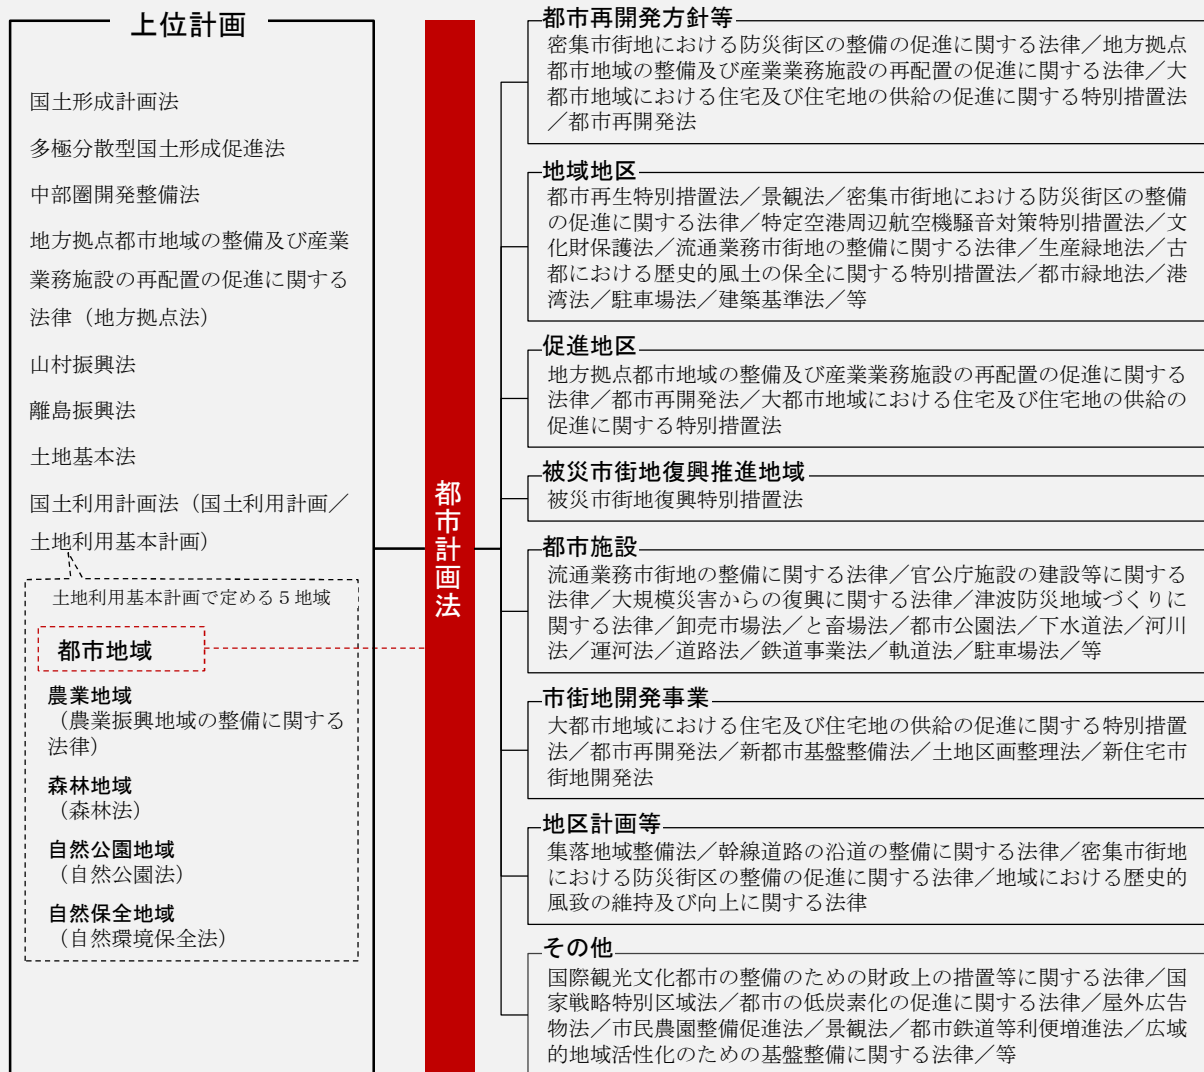 上位計画
国土形成計画法
多極分散型国土形成促進法
中部圏開発整備法
地方拠点都市地域の整備及び産業
業務施設の再配置の促進に関する
法律（地方拠点法）
山村振興法
離島振興法
土地基本法
国土利用計画法（国土利用計画／
土地利用基本計画）
土地利用基本計画で定める５地域
都市地域
農業地域
（農業振興地域の整備に関する
法律）
森林地域
（森林法）
自然公園地域
（自然公園法）
自然保全地域
（自然環境保全法）
都市計画法
都市再開発方針等
密集市街地における防災街区の整備の促進に関する法律／地方拠点
都市地域の整備及び産業業務施設の再配置の促進に関する法律／大
都市地域における住宅及び住宅地の供給の促進に関する特別措置法
／都市再開発法
地域地区
都市再生特別措置法／景観法／密集市街地における防災街区の整備
の促進に関する法律／特定空港周辺航空機騒音対策特別措置法／文
化財保護法／流通業務市街地の整備に関する法律／生産緑地法／古
都における歴史的風土の保全に関する特別措置法／都市緑地法／港
湾法／駐車場法／建築基準法／等
促進地区
地方拠点都市地域の整備及び産業業務施設の再配置の促進に関する
法律／都市再開発法／大都市地域における住宅及び住宅地の供給の
促進に関する特別措置法
被災市街地復興推進地域
被災市街地復興特別措置法
都市施設
流通業務市街地の整備に関する法律／官公庁施設の建設等に関する
法律／大規模災害からの復興に関する法律／津波防災地域づくりに
関する法律／卸売市場法／と畜場法／都市公園法／下水道法／河川
法／運河法／道路法／鉄道事業法／軌道法／駐車場法／等
市街地開発事業
大都市地域における住宅及び住宅地の供給の促進に関する特別措置
法／都市再開発法／新都市基盤整備法／土地区画整理法／新住宅市
街地開発法
地区計画等
集落地域整備法／幹線道路の沿道の整備に関する法律／密集市街地
における防災街区の整備の促進に関する法律／地域における歴史的
風致の維持及び向上に関する法律
その他
国際観光文化都市の整備のための財政上の措置等に関する法律／国
家戦略特別区域法／都市の低炭素化の促進に関する法律／屋外広告
物法／市民農園整備促進法／景観法／都市鉄道等利便増進法／広域
的地域活性化のための基盤整備に関する法律／等